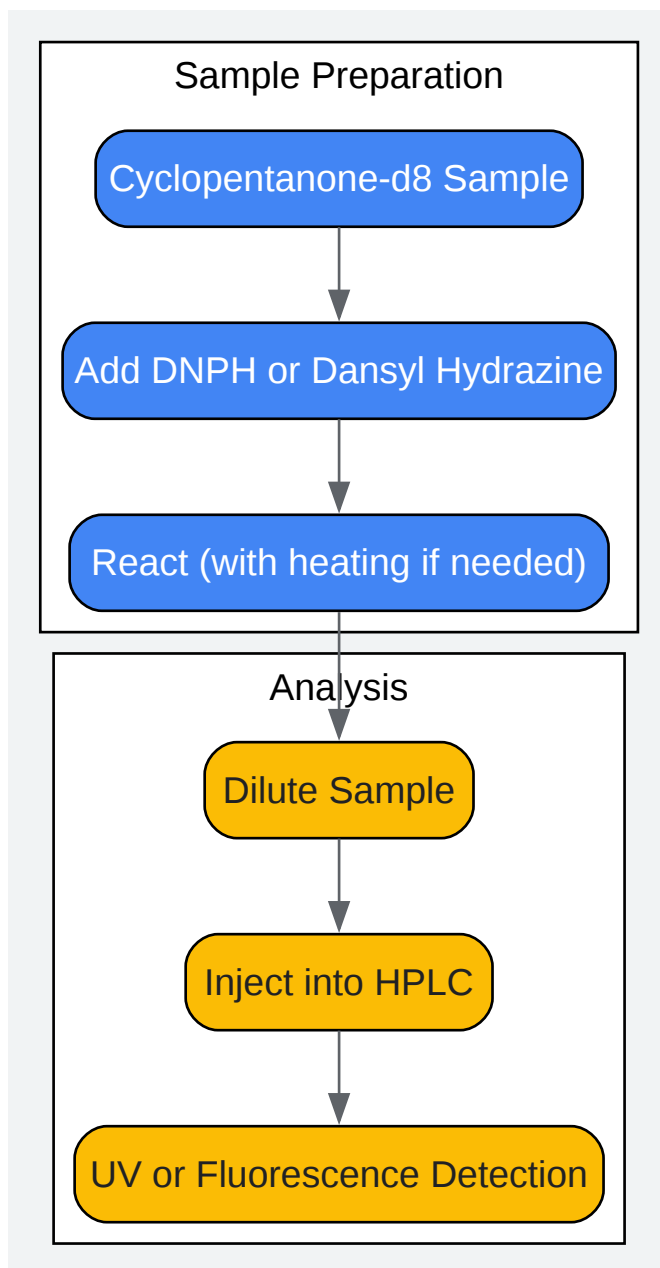 Sample Preparation
Cyclopentanone-d8 Sample
Add DNPH or Dansyl Hydrazine
React (with heating if needed)
Analysis
Dilute Sample
Inject into HPLC
UV or Fluorescence Detection